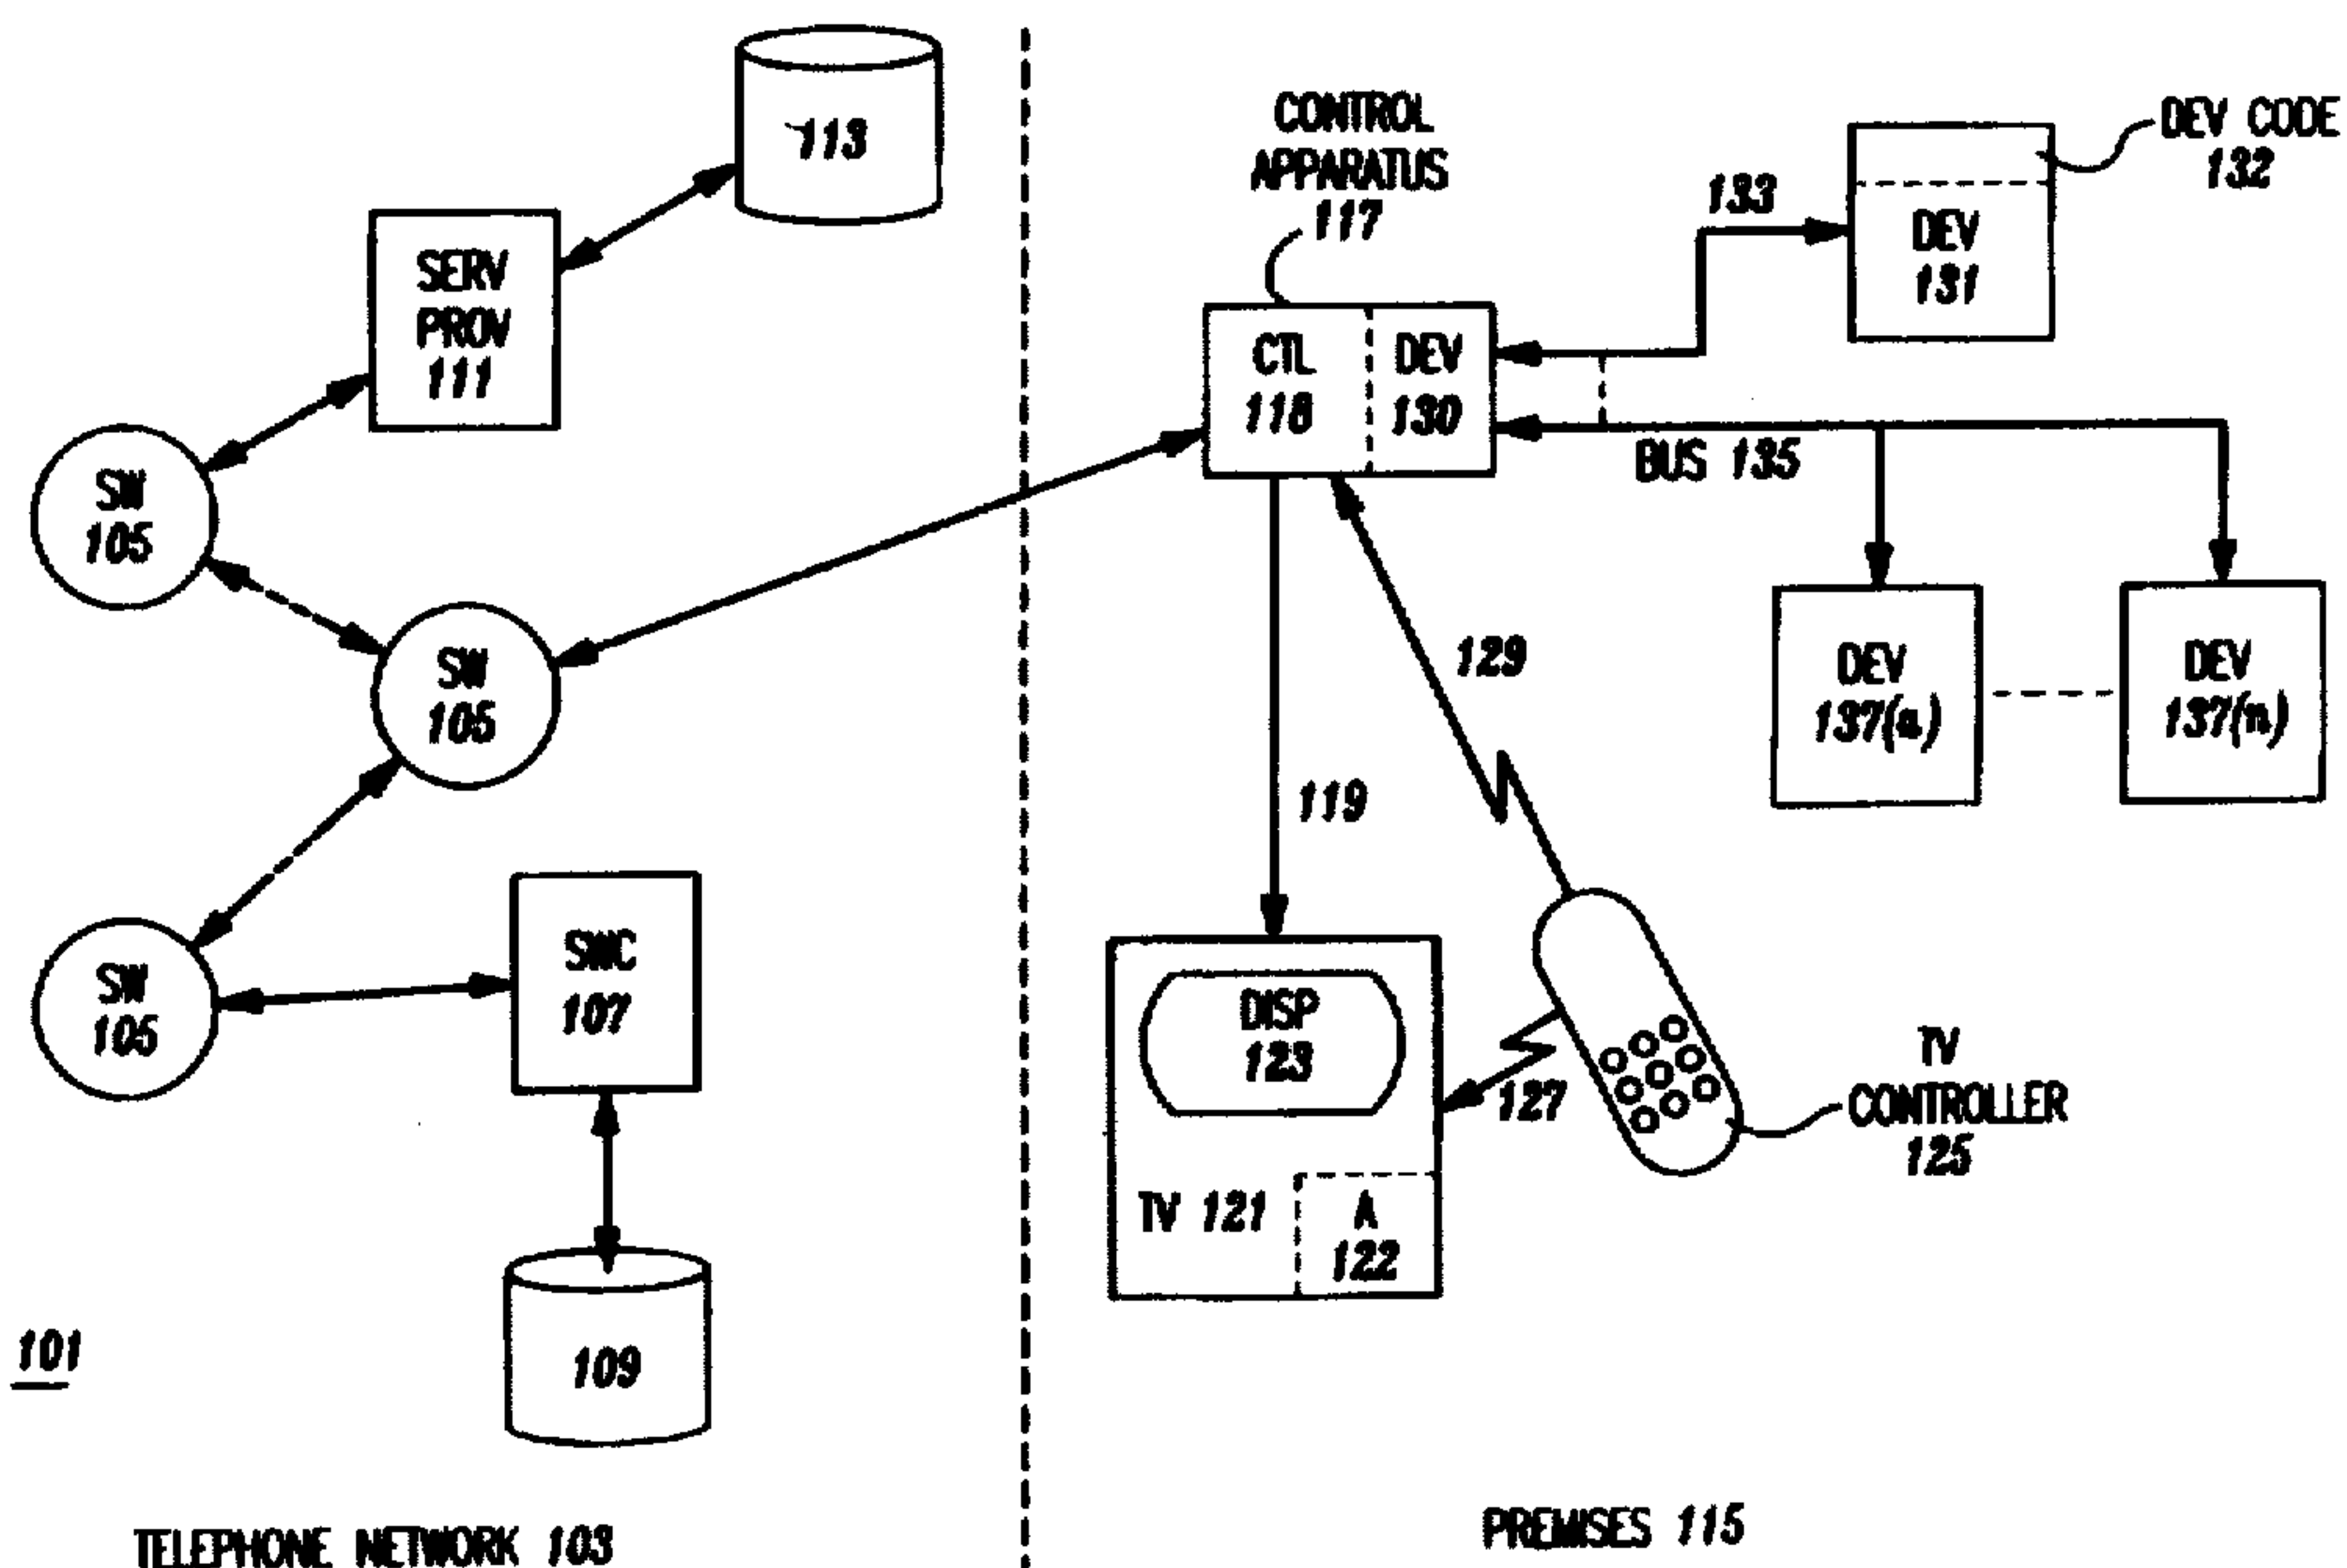 113
SERV
PROV
111
SW
105
SW
105
SW
105
SWC
107
109
101
TELEPHONE NETWORK 103
CONTROL
APPARATUS
117
CTL
118
DEV
130
133
DEV CODE
132
DEV
131
BUS 135
DEV
137(a)
DEV
137(n)
129
119
DISP
123
127
TV
CONTROLLER
125
TV 121
A
122
PREMISES 115